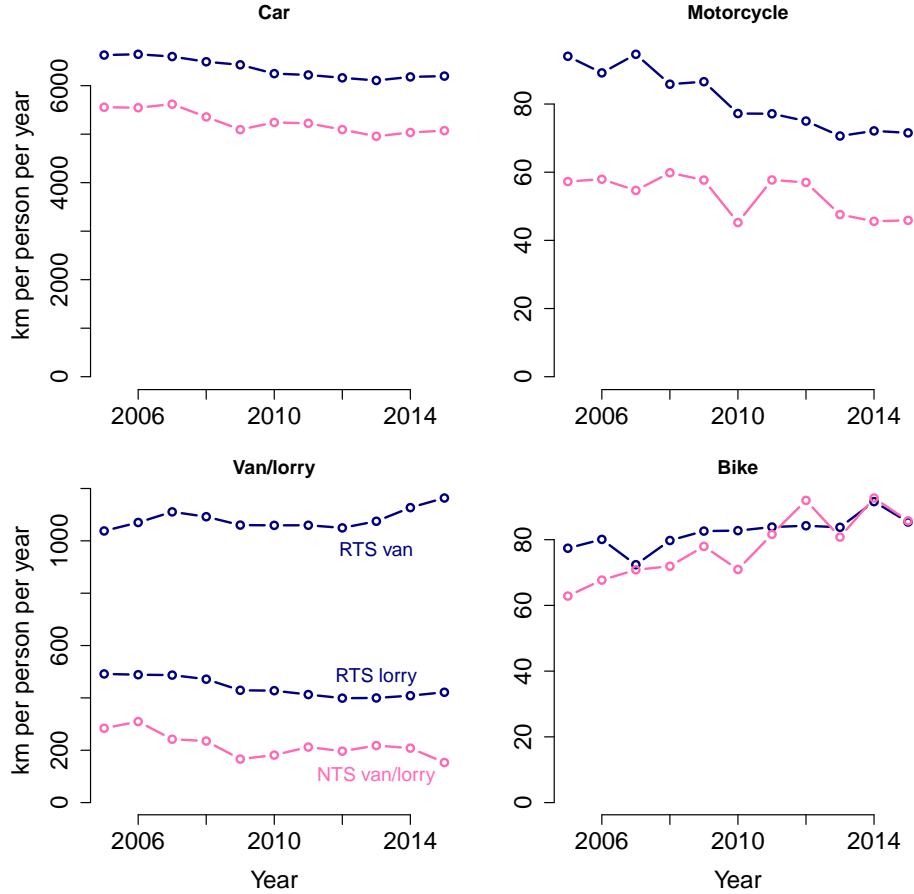 Car
km per person per year
6000
4000
2000
0
2006 2010 2014
Motorcycle
80
60
40
20
0
2006 2010 2014
Van/lorry
km per person per year
1000
600
200
0
RTS van
RTS lorry
NTS van/lorry
2006 2010 2014
Year
Bike
80
60
40
20
0
2006 2010 2014
Year